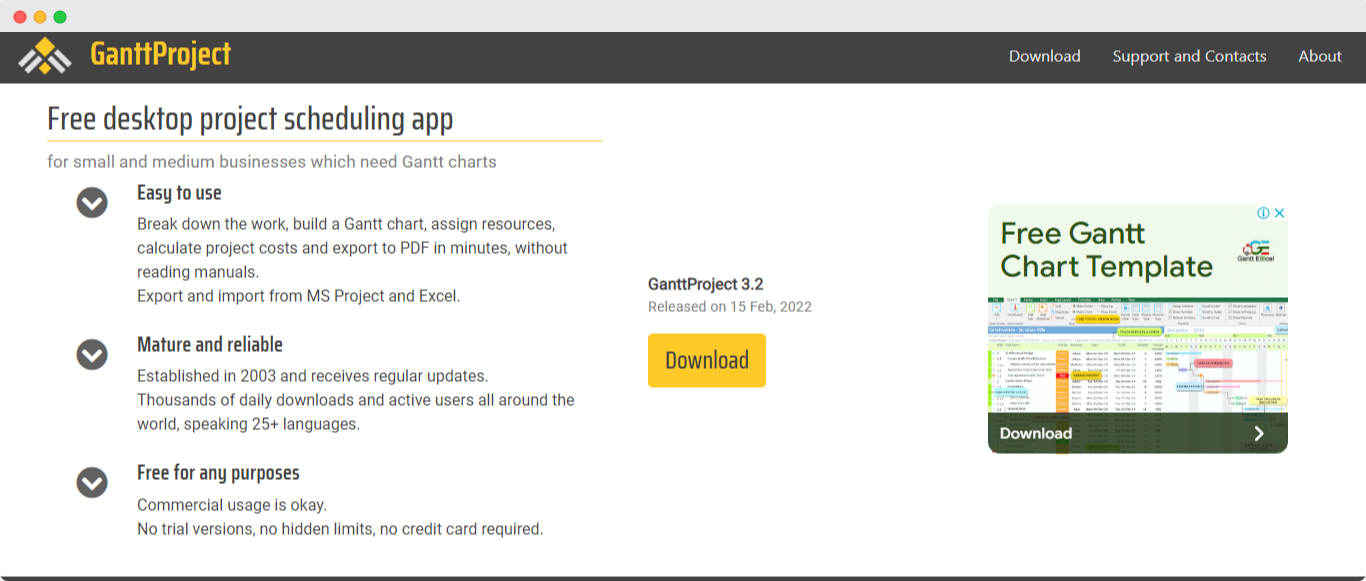 GanttProject
Download
Support and Contacts
About
Free desktop project scheduling app
for small and medium businesses which need Gantt charts
Easy to use
Break down the work, build a Gantt chart, assign resources,
calculate project costs and export to PDF in minutes, without
reading manuals.
Export and import from MS Project and Excel.
Mature and reliable
Established in 2003 and receives regular updates.
Thousands of daily downloads and active users all around the
world, speaking 25+ languages.
Free for any purposes
Commercial usage is okay.
No trial versions, no hidden limits, no credit card required.
GanttProject 3.2
Released on 15 Feb, 2022
Download
Free Gantt
Chart Template
Gantt Excel
Download